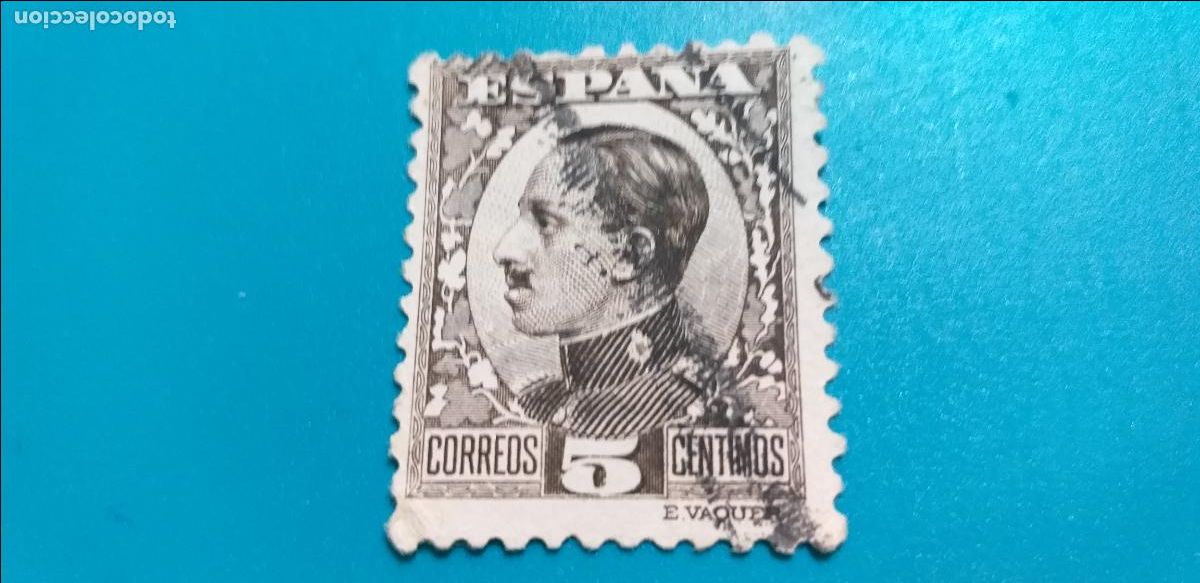 todocoleccion
ESPAÑA
CORREOS 5 CENTIMOS
E. VAQUER